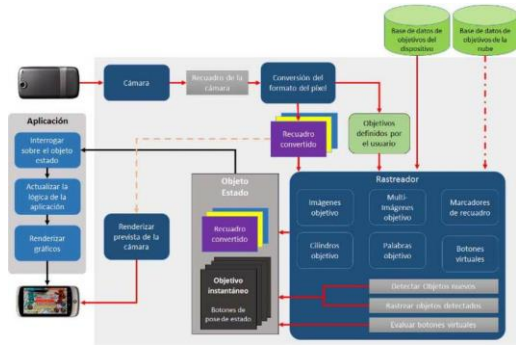 Base de datos
de objetivos del
dispositivo
Base de datos
de objetivos de la
nube
Cámara
Recuadro de la
cámara
Conversión del
formato del píxel
Aplicación
Interrogar
sobre el objeto
estado
Actualizar la
lógica de la
aplicación
Renderizar
gráficos
Recuadro
convertido
Objetivos
definidos por
el usuario
Renderizar
prevista de la
cámara
Objeto
Estado
Recuadro
convertido
Objetivo
instantáneo
Botones
de pose de estado
Rastreador
Imágenes
objetivo
Multi-
imágenes
objetivo
Marcadores
de recuadro
Cilindros
objetivo
Palabras
objetivo
Botones
virtuales
Detectar Objetos nuevos
Rastrear objetos detectados
Evaluar botones virtuales